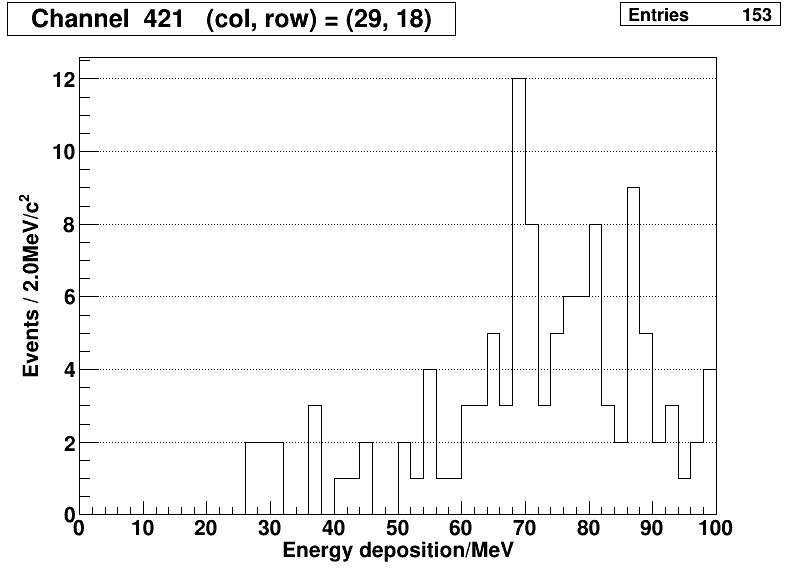 Channel 421 (col, row) = (29, 18)
Entries 153
Events / 2.0MeV/c²
12
10
8
6
4
2
0
0 10 20 30 40 50 60 70 80 90 100
Energy deposition/MeV